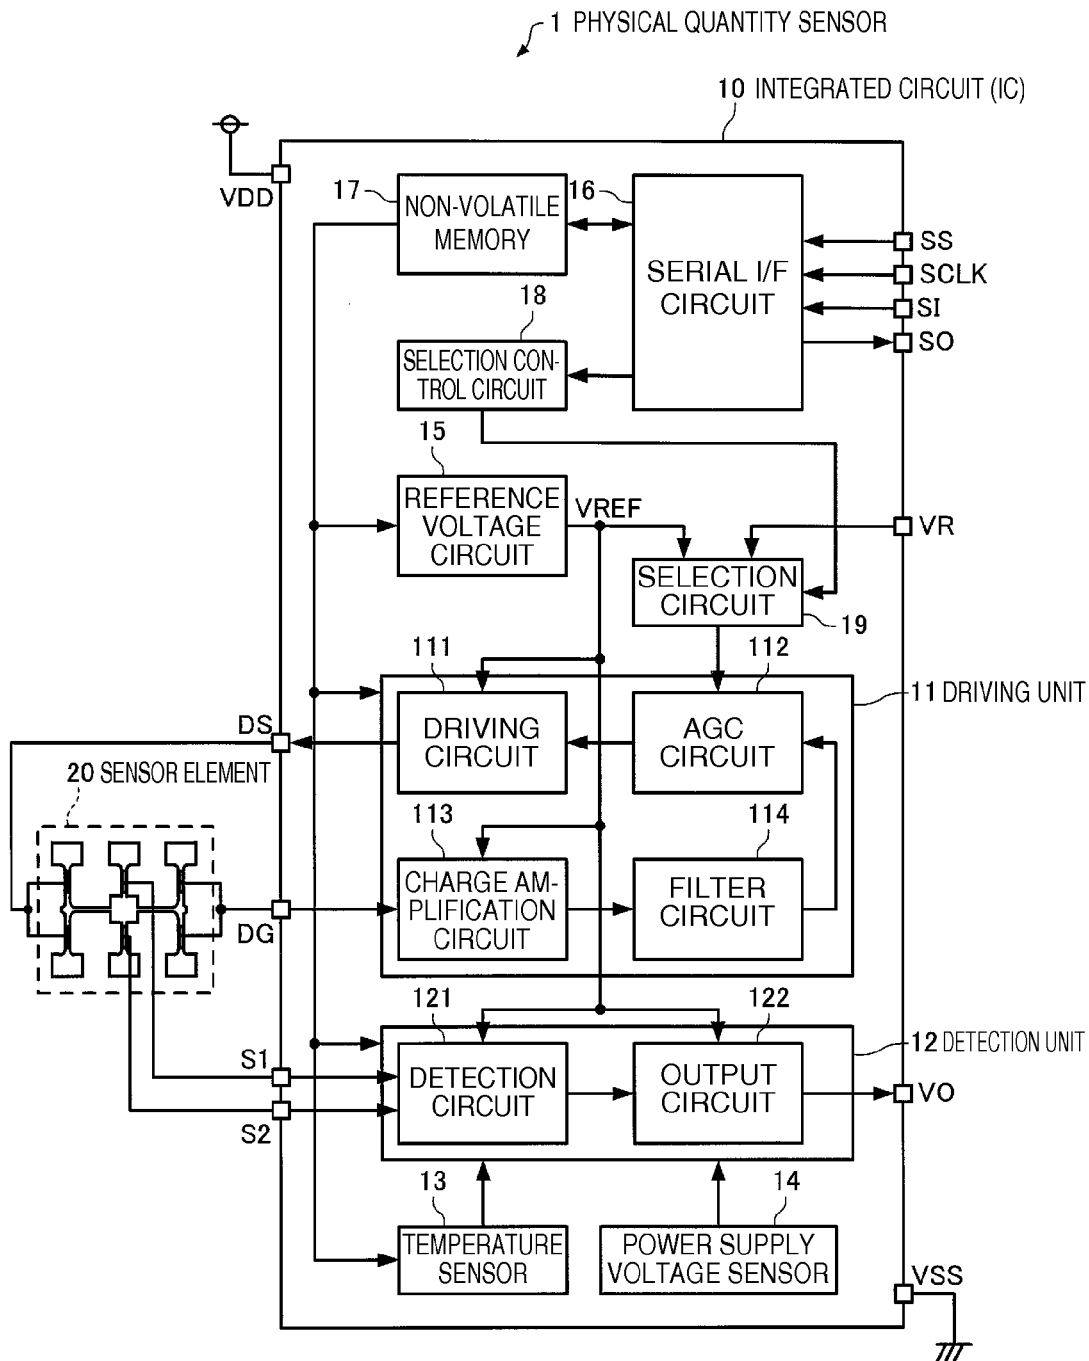 1 PHYSICAL QUANTITY SENSOR
10 INTEGRATED CIRCUIT (IC)
VDD
17
NON-VOLATILE
MEMORY
16
SERIAL I/F
CIRCUIT
SS
SCLK
SI
SO
18
SELECTION CON-
TROL CIRCUIT
15
REFERENCE
VOLTAGE
CIRCUIT
VREF
VR
SELECTION
CIRCUIT
19
111
DRIVING
CIRCUIT
112
AGC
CIRCUIT
11 DRIVING UNIT
DS
20 SENSOR ELEMENT
113
CHARGE AM-
PLIFICATION
CIRCUIT
114
FILTER
CIRCUIT
DG
121
DETECTION
CIRCUIT
122
OUTPUT
CIRCUIT
12 DETECTION UNIT
S1
S2
VO
13
TEMPERATURE
SENSOR
14
POWER SUPPLY
VOLTAGE SENSOR
VSS